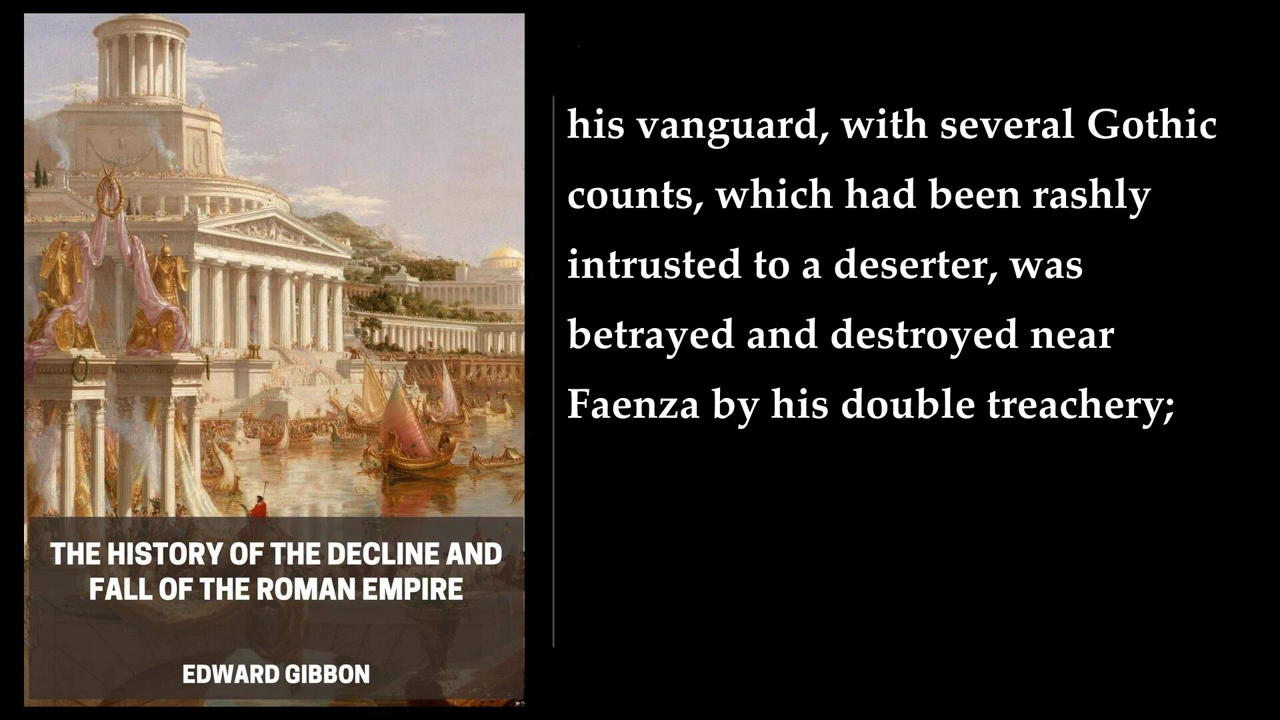 his vanguard, with several Gothic
counts, which had been rashly
intrusted to a deserter, was
betrayed and destroyed near
Faenza by his double treachery;
THE HISTORY OF THE DECLINE AND
FALL OF THE ROMAN EMPIRE
EDWARD GIBBON